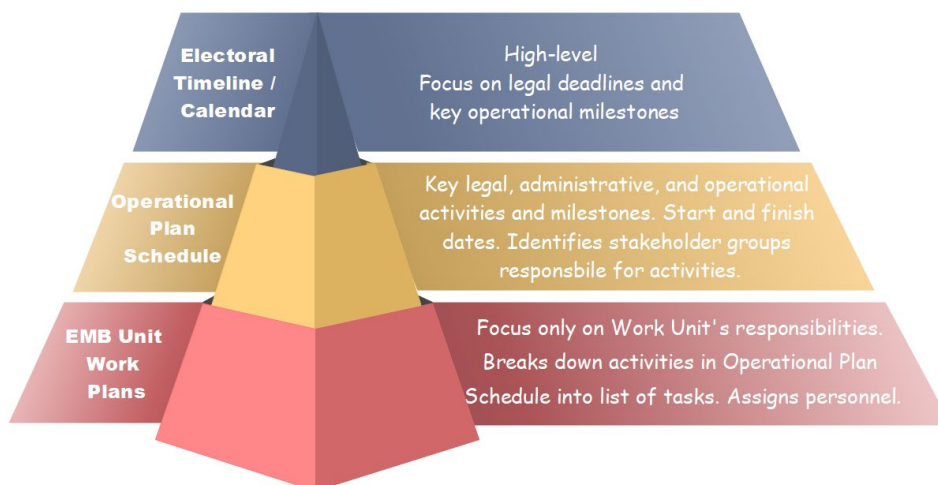 Electoral
Timeline /
Calendar
High-level
Focus on legal deadlines and
key operational milestones
Operational
Plan
Schedule
Key legal, administrative, and operational
activities and milestones. Start and finish
dates. Identifies stakeholder groups
responsbile for activities.
EMB Unit
Work
Plans
Focus only on Work Unit's responsibilities.
Breaks down activities in Operational Plan
Schedule into list of tasks. Assigns personnel.